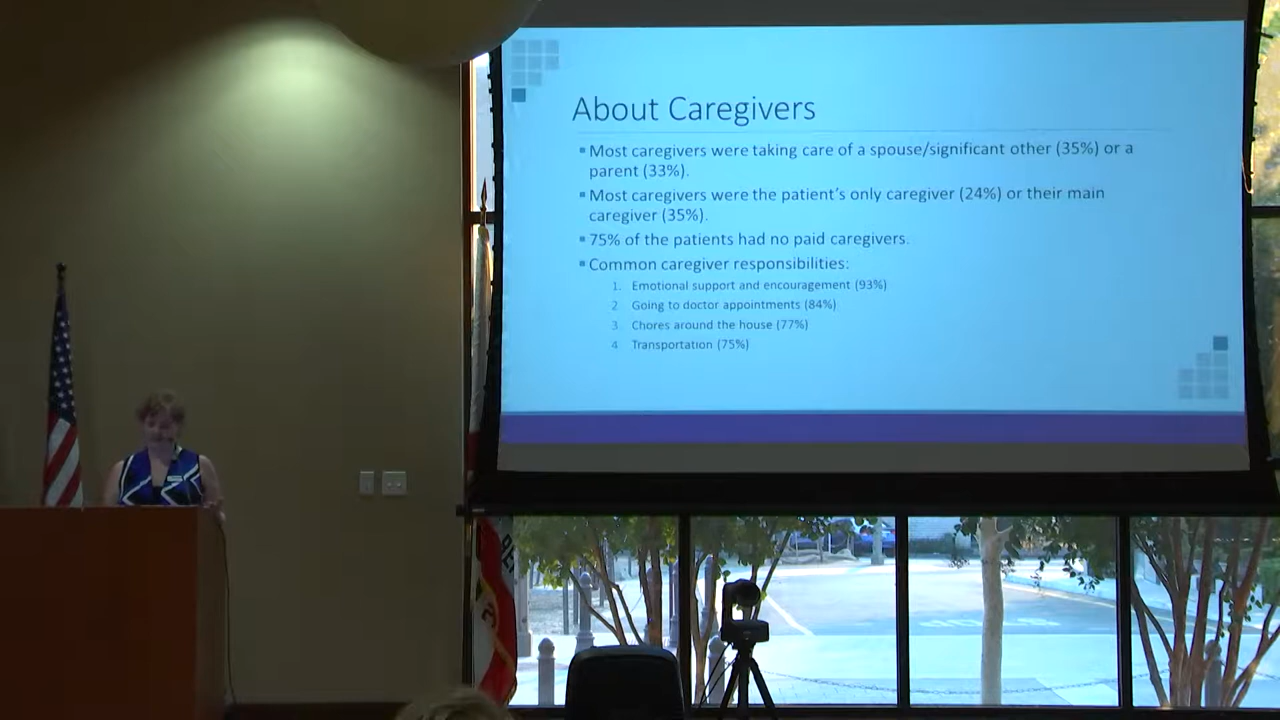 About Caregivers
▪ Most caregivers were taking care of a spouse/significant other (35%) or a
parent (33%).
▪ Most caregivers were the patient's only caregiver (24%) or their main
caregiver (35%).
▪ 75% of the patients had no paid caregivers.
▪ Common caregiver responsibilities:
1. Emotional support and encouragement (93%)
2 Going to doctor appointments (84%)
3 Chores around the house (77%)
4 Transportation (75%)